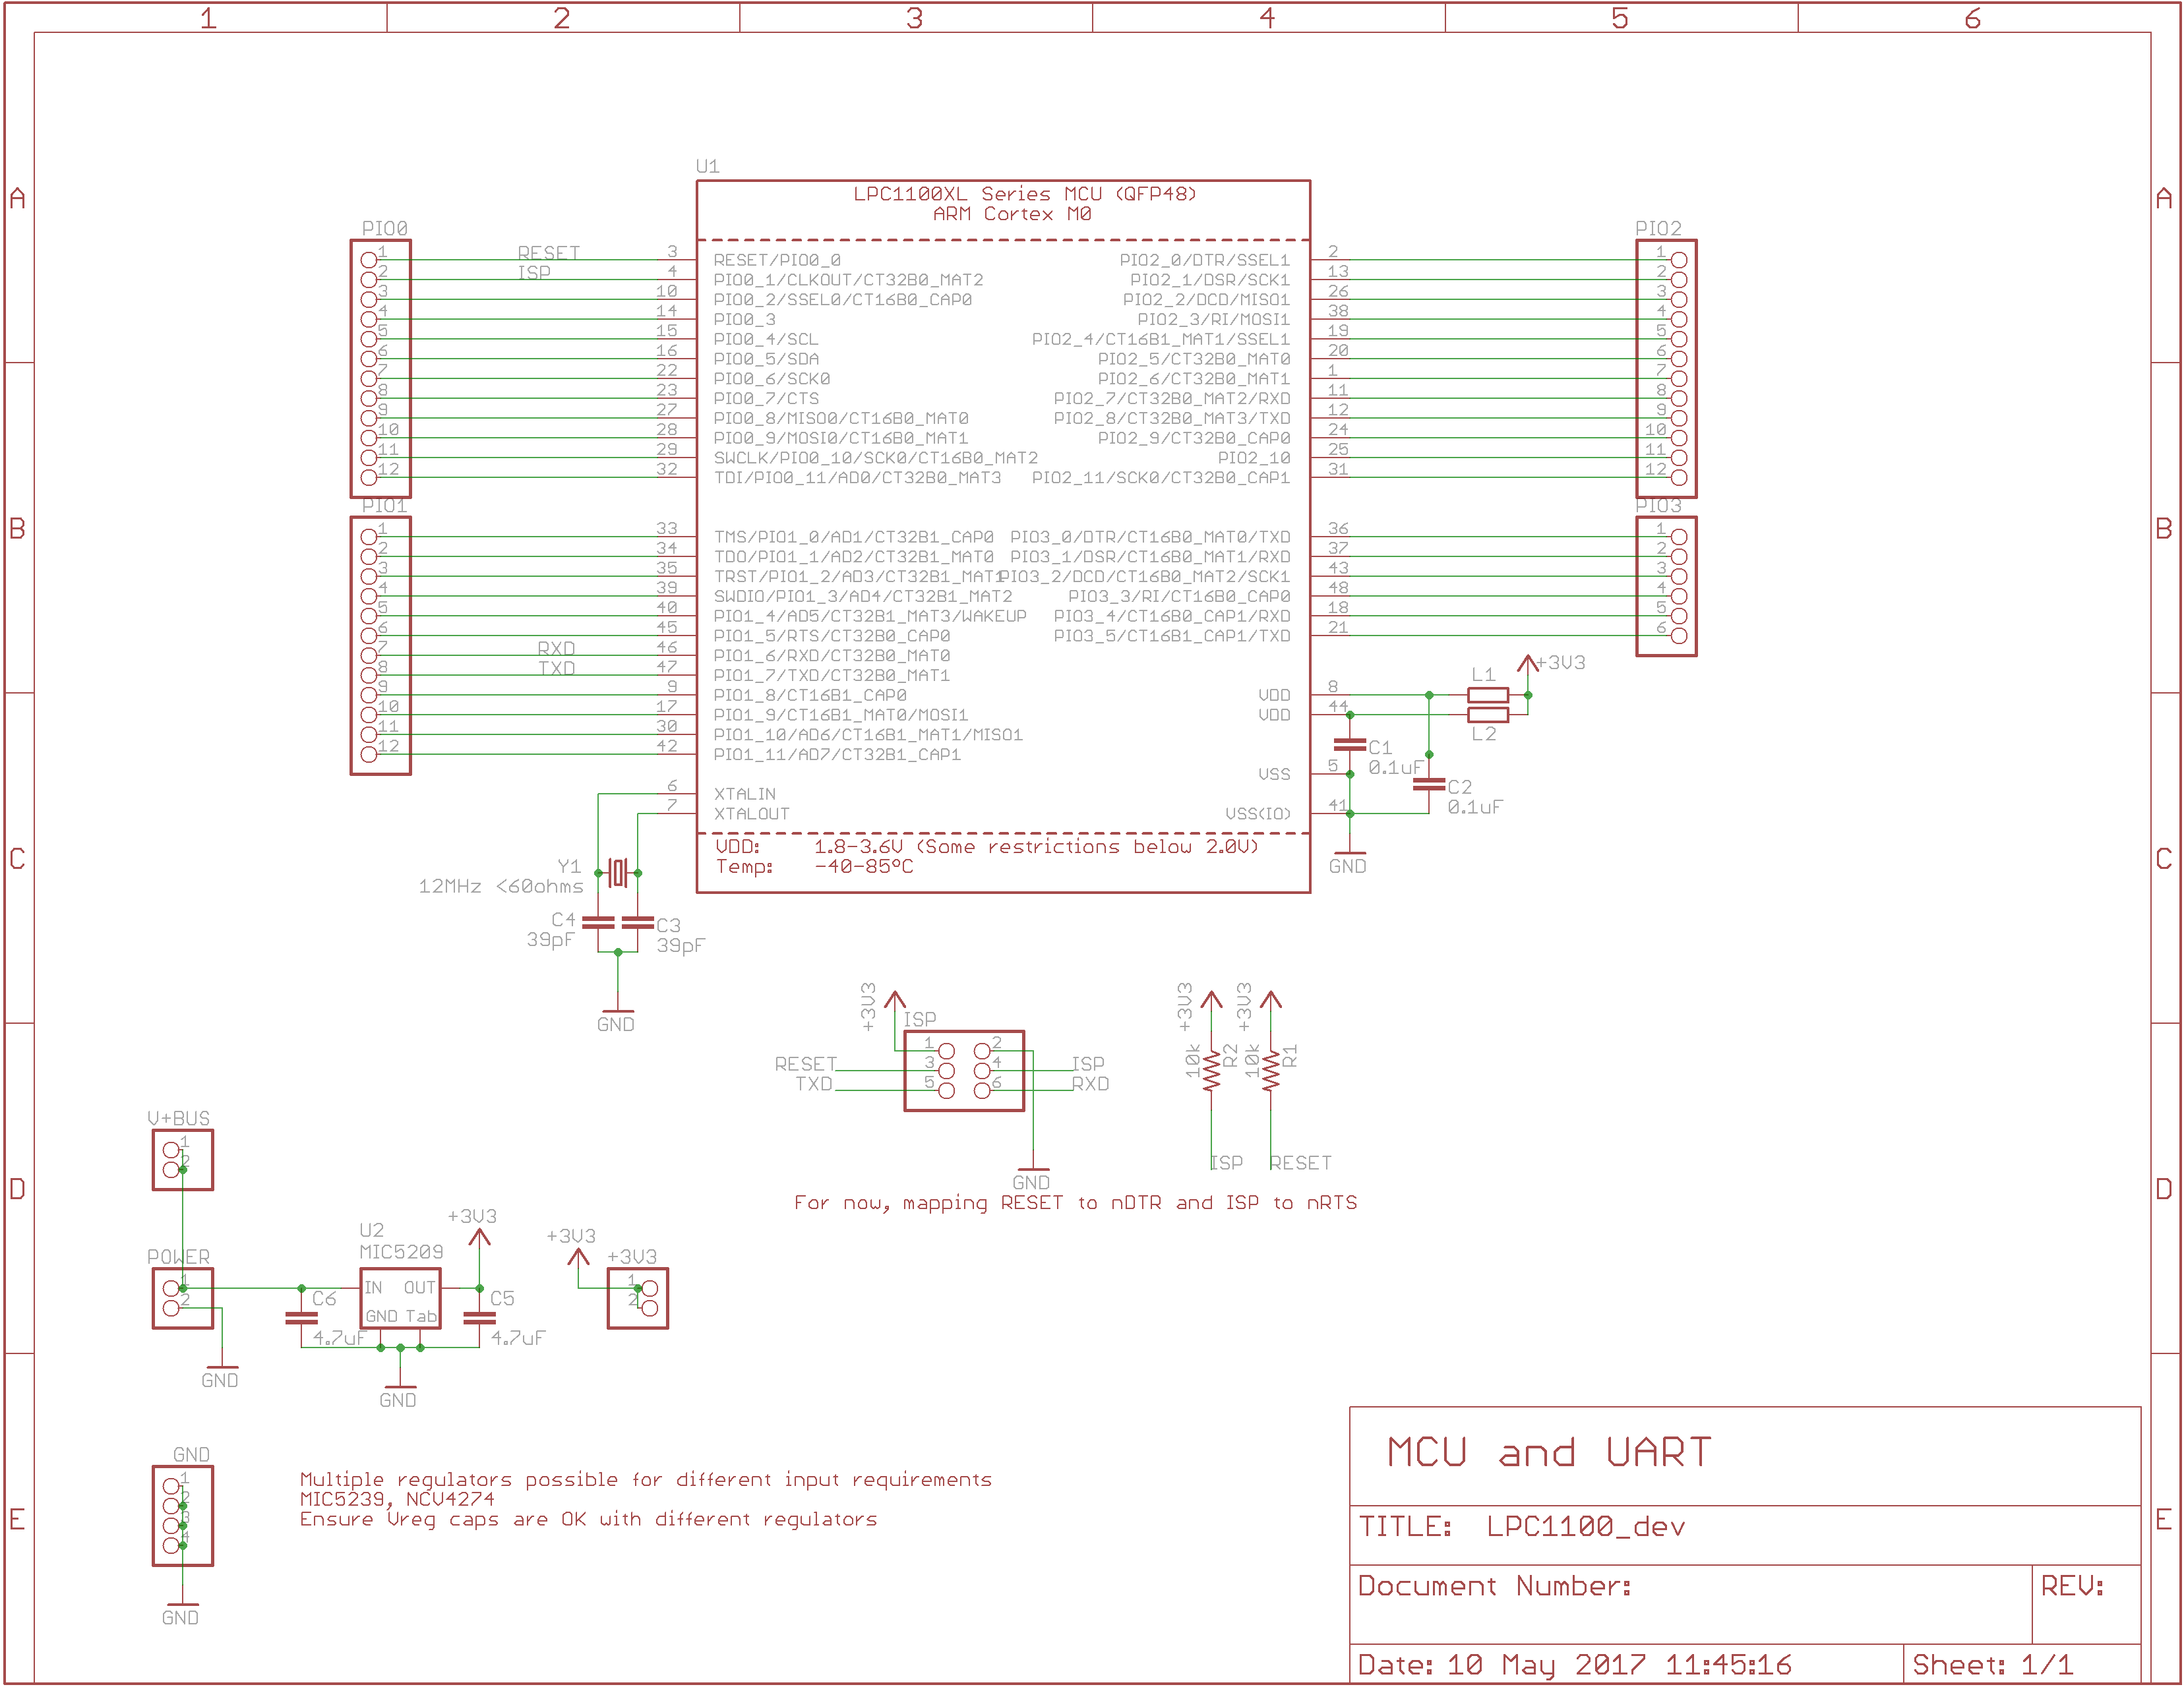 1 2 3 4 5 6
A A
B B
C C
D D
E E
U1
LPC1100XL Series MCU (QFP48)
ARM Cortex M0
PIO0
1 RESET 3 RESET/PIO0_0
2 ISP 4 PIO0_1/CLKOUT/CT32B0_MAT2
3 10 PIO0_2/SSEL0/CT16B0_CAP0
4 14 PIO0_3
5 15 PIO0_4/SCL
6 16 PIO0_5/SDA
7 22 PIO0_6/SCK0
8 23 PIO0_7/CTS
9 27 PIO0_8/MISO0/CT16B0_MAT0
10 28 PIO0_9/MOSI0/CT16B0_MAT1
11 29 SWCLK/PIO0_10/SCK0/CT16B0_MAT2
12 32 TDI/PIO0_11/AD0/CT32B0_MAT3
PIO1
1 33 TMS/PIO1_0/AD1/CT32B1_CAP0
2 34 TDO/PIO1_1/AD2/CT32B1_MAT0
3 35 TRST/PIO1_2/AD3/CT32B1_MAT1
4 39 SWDIO/PIO1_3/AD4/CT32B1_MAT2
5 40 PIO1_4/AD5/CT32B1_MAT3/WAKEUP
6 45 PIO1_5/RTS/CT32B0_CAP0
7 RXD 46 PIO1_6/RXD/CT32B0_MAT0
8 TXD 47 PIO1_7/TXD/CT32B0_MAT1
9 9 PIO1_8/CT16B1_CAP0
10 17 PIO1_9/CT16B1_MAT0/MOSI1
11 30 PIO1_10/AD6/CT16B1_MAT1/MISO1
12 42 PIO1_11/AD7/CT32B1_CAP1
6 XTALIN
7 XTALOUT
PIO2
PIO2_0/DTR/SSEL1 2 1
PIO2_1/DSR/SCK1 13 2
PIO2_2/DCD/MISO1 26 3
PIO2_3/RI/MOSI1 38 4
PIO2_4/CT16B1_MAT1/SSEL1 19 5
PIO2_5/CT32B0_MAT0 20 6
PIO2_6/CT32B0_MAT1 1 7
PIO2_7/CT32B0_MAT2/RXD 11 8
PIO2_8/CT32B0_MAT3/TXD 12 9
PIO2_9/CT32B0_CAP0 24 10
PIO2_10 25 11
PIO2_11/SCK0/CT32B0_CAP1 31 12
PIO3
PIO3_0/DTR/CT16B0_MAT0/TXD 36 1
PIO3_1/DSR/CT16B0_MAT1/RXD 37 2
PIO3_2/DCD/CT16B0_MAT2/SCK1 43 3
PIO3_3/RI/CT16B0_CAP0 48 4
PIO3_4/CT16B0_CAP1/RXD 18 5
PIO3_5/CT16B1_CAP1/TXD 21 6
+3V3
L1
VDD 8
VDD 44
L2
C1
0.1uF
VSS 5
C2
0.1uF
VSS(IO) 41
GND
VDD: 1.8-3.6V (Some restrictions below 2.0V)
Temp: -40-85°C
Y1
12MHz <60ohms
C4
39pF
C3
39pF
GND
+3V3
ISP
1 2
RESET 3 4 ISP
TXD 5 6 RXD
GND
+3V3 +3V3
10k R2 10k R1
ISP RESET
For now, mapping RESET to nDTR and ISP to nRTS
V+BUS
1
2
POWER
1
2
GND
U2
MIC5209
IN OUT
GND Tab
C6
4.7uF
+3V3
C5
4.7uF
GND
+3V3
+3V3
1
2
GND
1
2
3
4
GND
Multiple regulators possible for different input requirements
MIC5239, NCV4274
Ensure Vreg caps are OK with different regulators
MCU and UART
TITLE: LPC1100_dev
Document Number:
REV:
Date: 10 May 2017 11:45:16
Sheet: 1/1